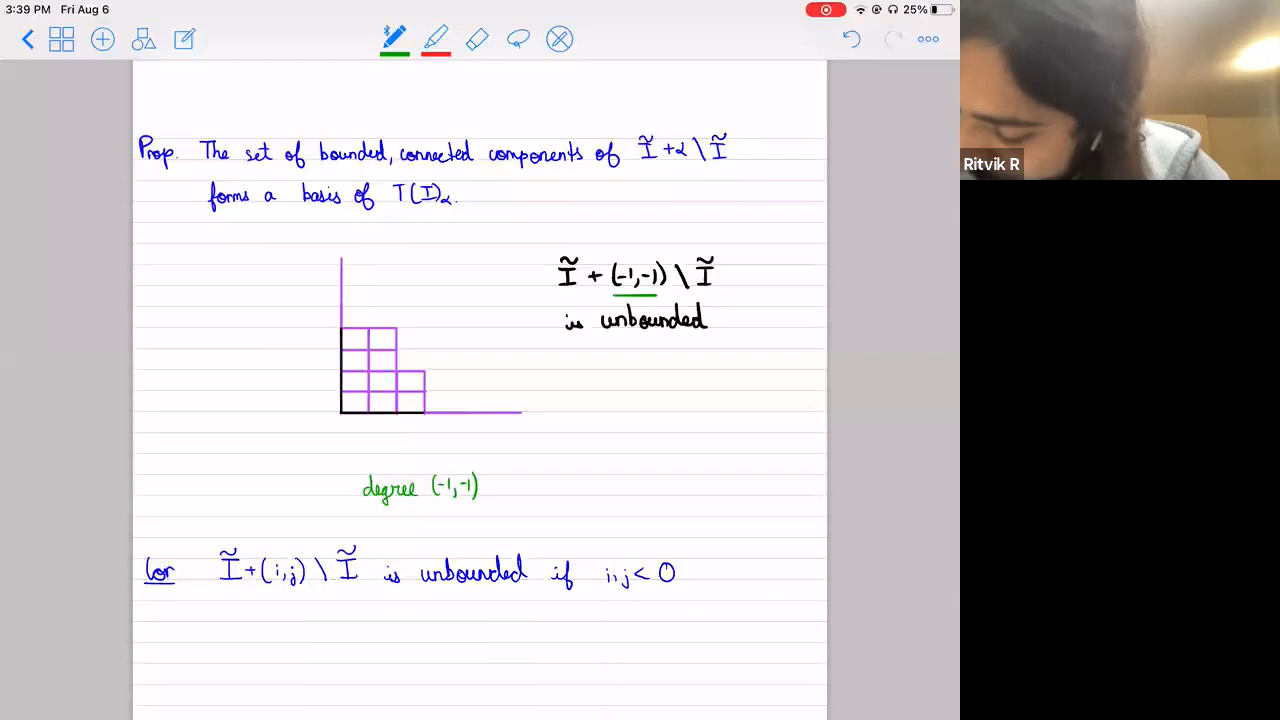 3:39 PM Fri Aug 6
25%
Prop. The set of bounded, connected components of Ĩ + α \ Ĩ
forms a basis of T(I)α.
Ĩ + (-1,-1) \ Ĩ
is unbounded
degree (-1,-1)
Cor Ĩ + (i,j) \ Ĩ is unbounded if i,j < 0
Ritvik R